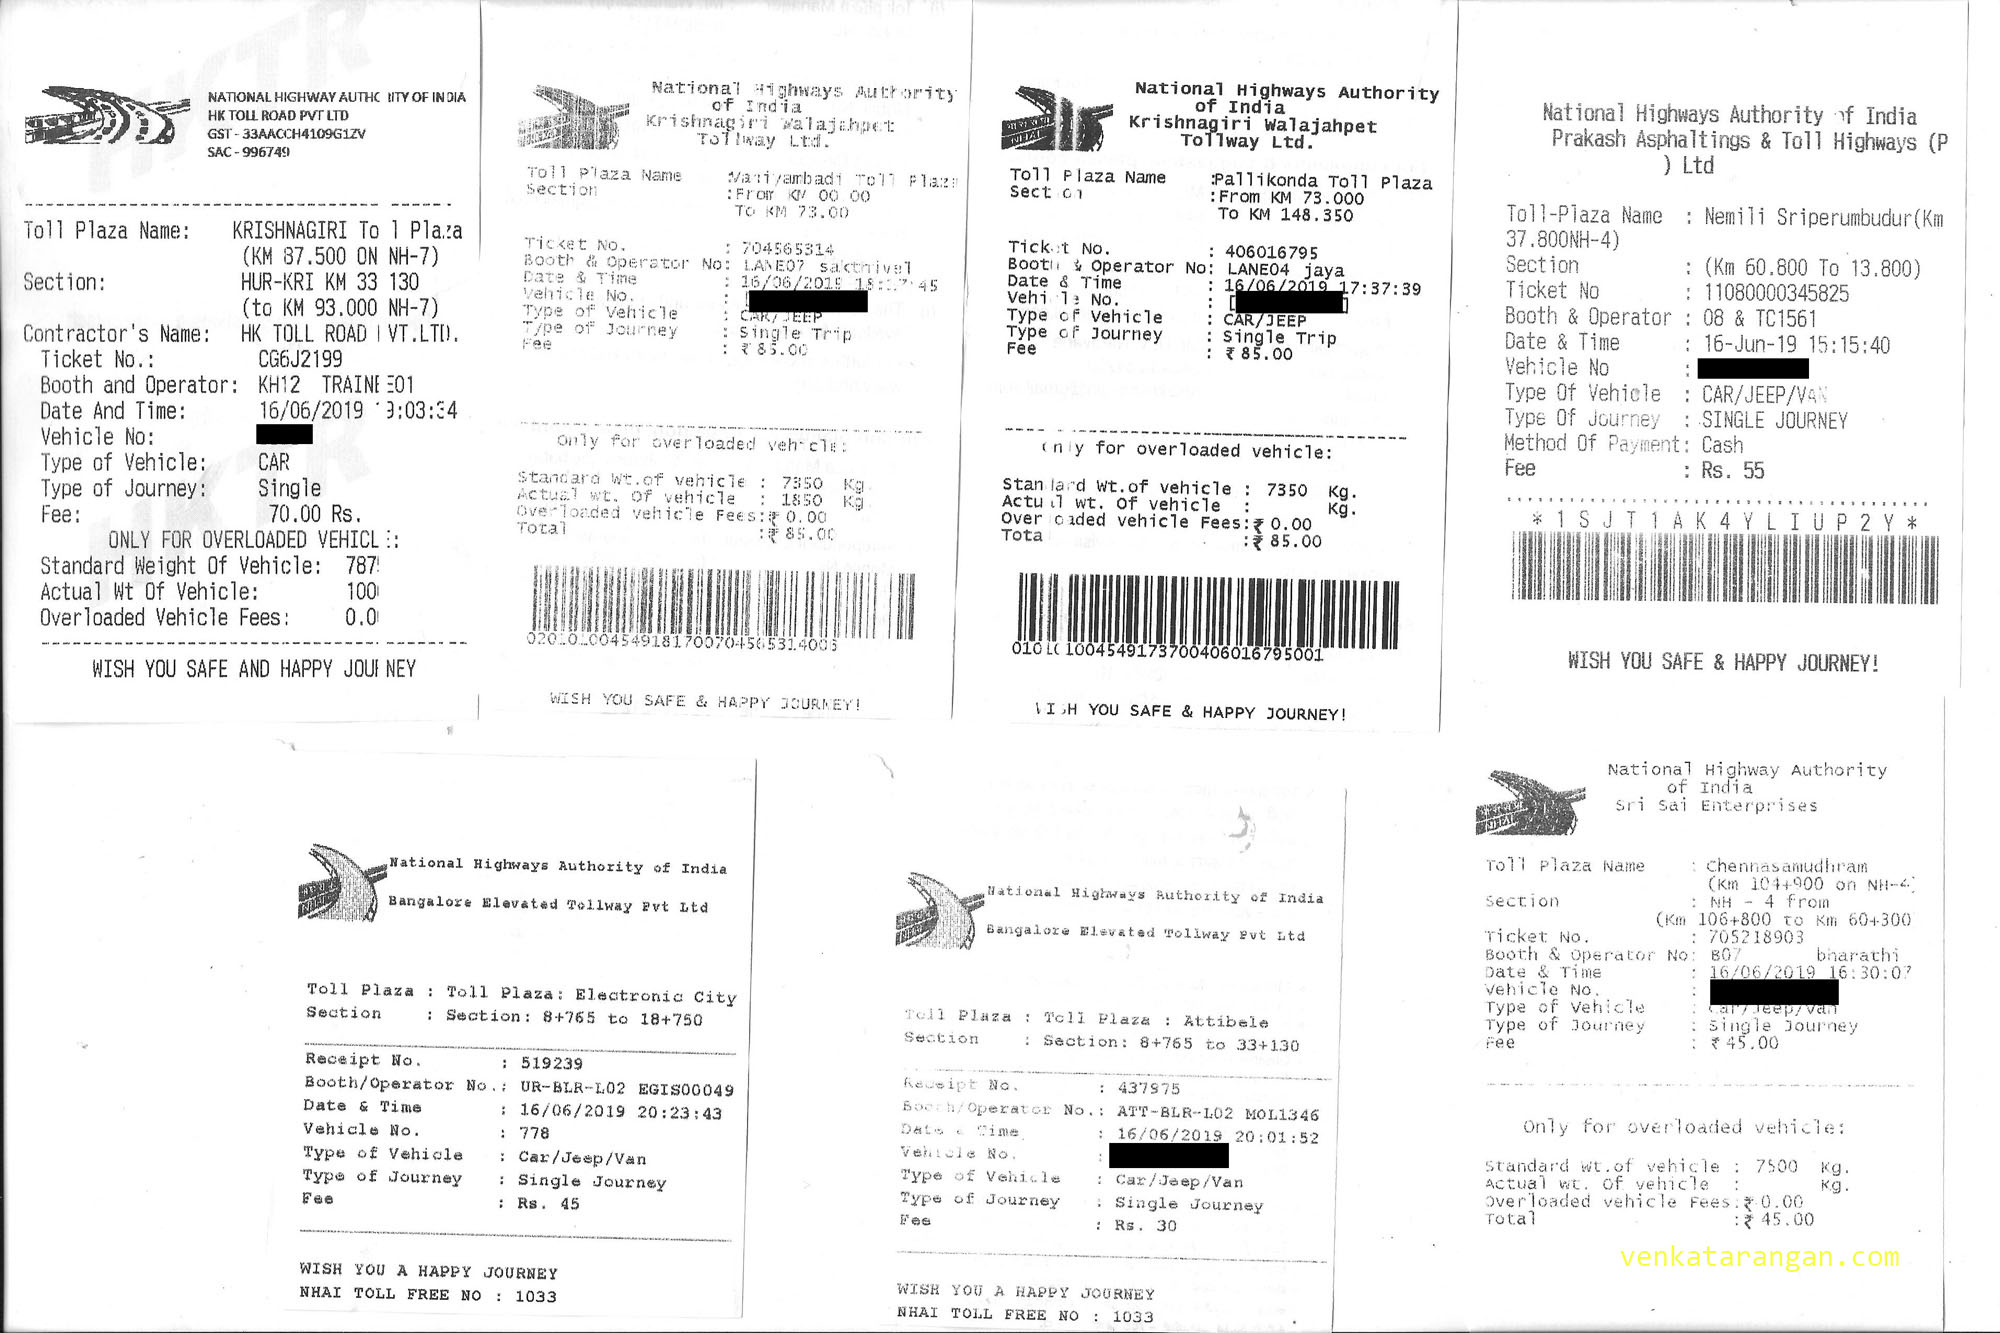 NATIONAL HIGHWAY AUTHC ITY OF INDIA
HK TOLL ROAD PVT LTD
GST - 33AACCH4109G1ZV
SAC - 996749
Toll Plaza Name: KRISHNAGIRI To l Plaza
(KM 87.500 ON NH-7)
Section: HUR-KRI KM 33 130
(to KM 93.000 NH-7)
Contractor's Name: HK TOLL ROAD VT.LTD.
Ticket No.: CG6J2199
Booth and Operator: KH12 TRAINEE01
Date And Time: 16/06/2019 19:03:34
Vehicle No:
Type of Vehicle: CAR
Type of Journey: Single
Fee: 70.00 Rs.
ONLY FOR OVERLOADED VEHICL :
Standard Weight Of Vehicle: 787
Actual Wt Of Vehicle: 100
Overloaded Vehicle Fees: 0.0
WISH YOU SAFE AND HAPPY JOUR NEY
National Highways Authority
of India
Krishnagiri Walajahpet
Tollway Ltd.
Toll Plaza Name :Vaniyambadi Toll Plaza
Section :From KM 00 00
To KM 73.00
Ticket No. : 704565314
Booth & Operator No: LANE07 sakthivel
Date & Time : 16/06/2019 45
Vehicle No. :
Type of Vehicle : CAR/JEEP
Type of Journey : Single Trip
Fee : ₹ 85.00
Only for overloaded vehicle:
Standard Wt.of vehicle : 7350 Kg.
Actual wt. Of vehicle : 1850 Kg.
Overloaded vehicle Fees:₹ 0.00
Total :₹ 85.00
WISH YOU SAFE & HAPPY JOURNEY!
National Highways Authority
of India
Krishnagiri Walajahpet
Tollway Ltd.
Toll Plaza Name :Pallikonda Toll Plaza
Section :From KM 73.000
To KM 148.350
Ticket No. : 406016795
Booth & Operator No: LANE04 jaya
Date & Time : 16/06/2019 17:37:39
Vehicle No. :
Type of Vehicle : CAR/JEEP
Type of Journey : Single Trip
Fee : ₹ 85.00
Only for overloaded vehicle:
Standard Wt.of vehicle : 7350 Kg.
Actual wt. Of vehicle : Kg.
Overloaded vehicle Fees:₹ 0.00
Total :₹ 85.00
WISH YOU SAFE & HAPPY JOURNEY!
National Highways Authority of India
Prakash Asphaltings & Toll Highways (P
) Ltd
Toll-Plaza Name : Nemili Sriperumbudur(Km
37.800NH-4)
Section : (Km 60.800 To 13.800)
Ticket No : 11080000345825
Booth & Operator : 08 & TC1561
Date & Time : 16-Jun-19 15:15:40
Vehicle No :
Type Of Vehicle : CAR/JEEP/VAN
Type Of Journey : SINGLE JOURNEY
Method Of Payment: Cash
Fee : Rs. 55
*1SJT1AK4YLIUP2Y*
WISH YOU SAFE & HAPPY JOURNEY!
National Highways Authority of India
Bangalore Elevated Tollway Pvt Ltd
Toll Plaza : Toll Plaza: Electronic City
Section : Section: 8+765 to 18+750
Receipt No. : 519239
Booth/Operator No.: UR-BLR-L02 EGIS00049
Date & Time : 16/06/2019 20:23:43
Vehicle No. : 778
Type of Vehicle : Car/Jeep/Van
Type of Journey : Single Journey
Fee : Rs. 45
WISH YOU A HAPPY JOURNEY
NHAI TOLL FREE NO : 1033
National Highways Authority of India
Bangalore Elevated Tollway Pvt Ltd
Toll Plaza : Toll Plaza : Attibele
Section : Section: 8+765 to 33+130
Receipt No. : 437975
Booth/Operator No.: ATT-BLR-L02 MOL1346
Date & Time : 16/06/2019 20:01:52
Vehicle No. :
Type of Vehicle : Car/Jeep/Van
Type of Journey : Single Journey
Fee : Rs. 30
WISH YOU A HAPPY JOURNEY
NHAI TOLL FREE NO : 1033
National Highway Authority
of India
Sri Sai Enterprises
NHAI
Toll Plaza Name : Chennasamudhram
(Km 104+900 on NH-4)
Section : NH - 4 from
(Km 106+800 to Km 60+300
Ticket No. : 705218903
Booth & Operator No: B07 bharathi
Date & Time : 16/06/2019 16:30:07
Vehicle No. :
Type of Vehicle : Car/Jeep/Van
Type of Journey : Single Journey
Fee : ₹ 45.00
Only for overloaded vehicle:
Standard wt.of vehicle : 7500 Kg.
Actual wt. Of vehicle : Kg.
Overloaded vehicle Fees:₹ 0.00
Total :₹ 45.00
venkatarangan.com